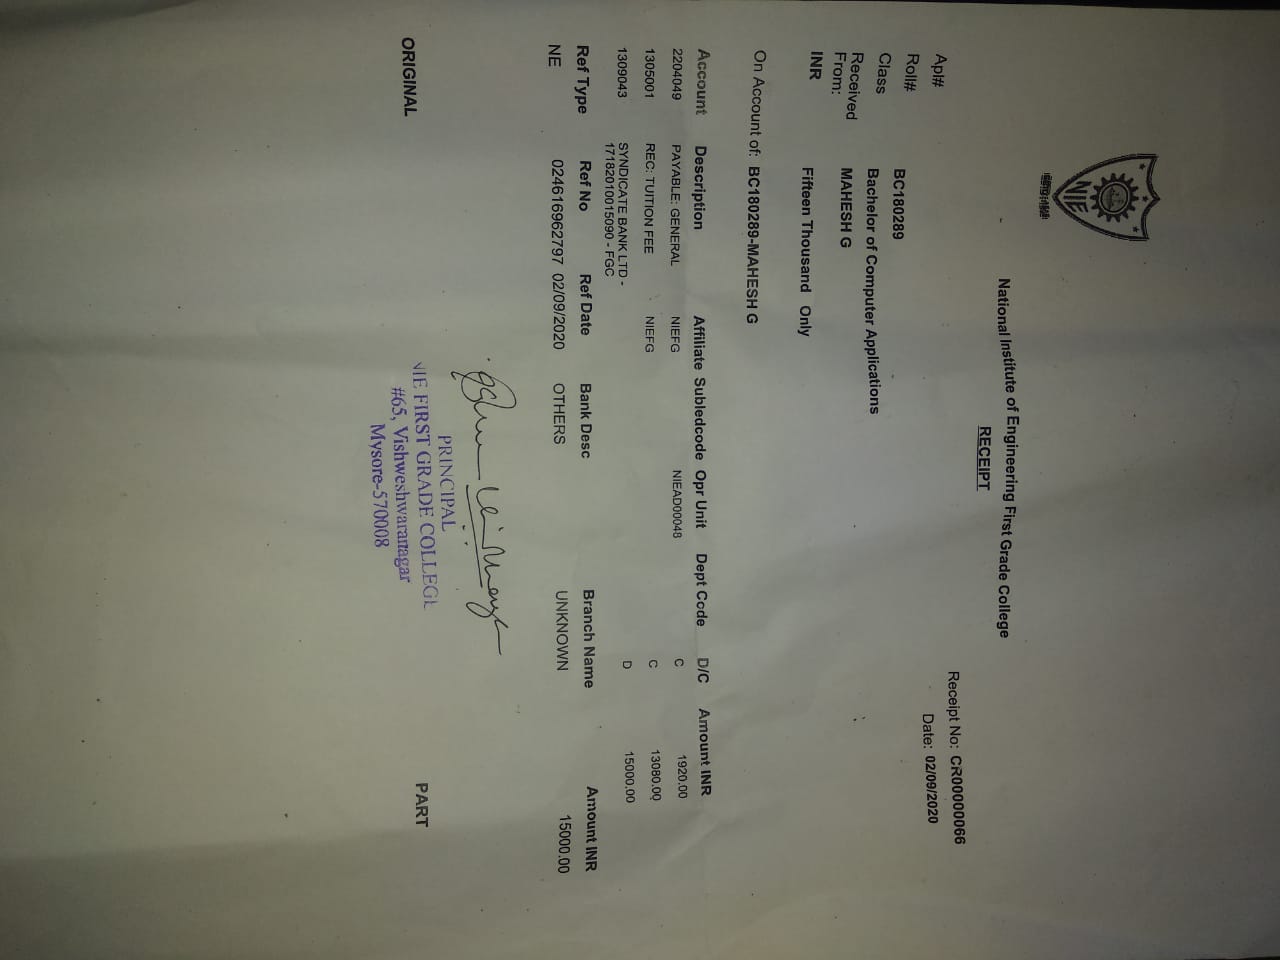 NIE
National Institute of Engineering First Grade College
RECEIPT
Receipt No: CR00000066
Date: 02/09/2020
Apl#
Roll# BC180289
Class Bachelor of Computer Applications
Received From: MAHESH G
INR Fifteen Thousand Only
On Account of: BC180289-MAHESH G
Account Description Affiliate Subledcode Opr Unit Dept Code D/C Amount INR
2204049 PAYABLE: GENERAL NIEFG NIEAD00048 C 1920.00
1305001 REC: TUITION FEE NIEFG C 13080.00
1309043 SYNDICATE BANK LTD - D 15000.00
17182010015090 - FGC
Ref Type Ref No Ref Date Bank Desc Branch Name Amount INR
NE 024616962797 02/09/2020 OTHERS UNKNOWN 15000.00
PRINCIPAL
NIE FIRST GRADE COLLEGE
#65, Vishweshwaranagar
Mysore-570008
ORIGINAL PART